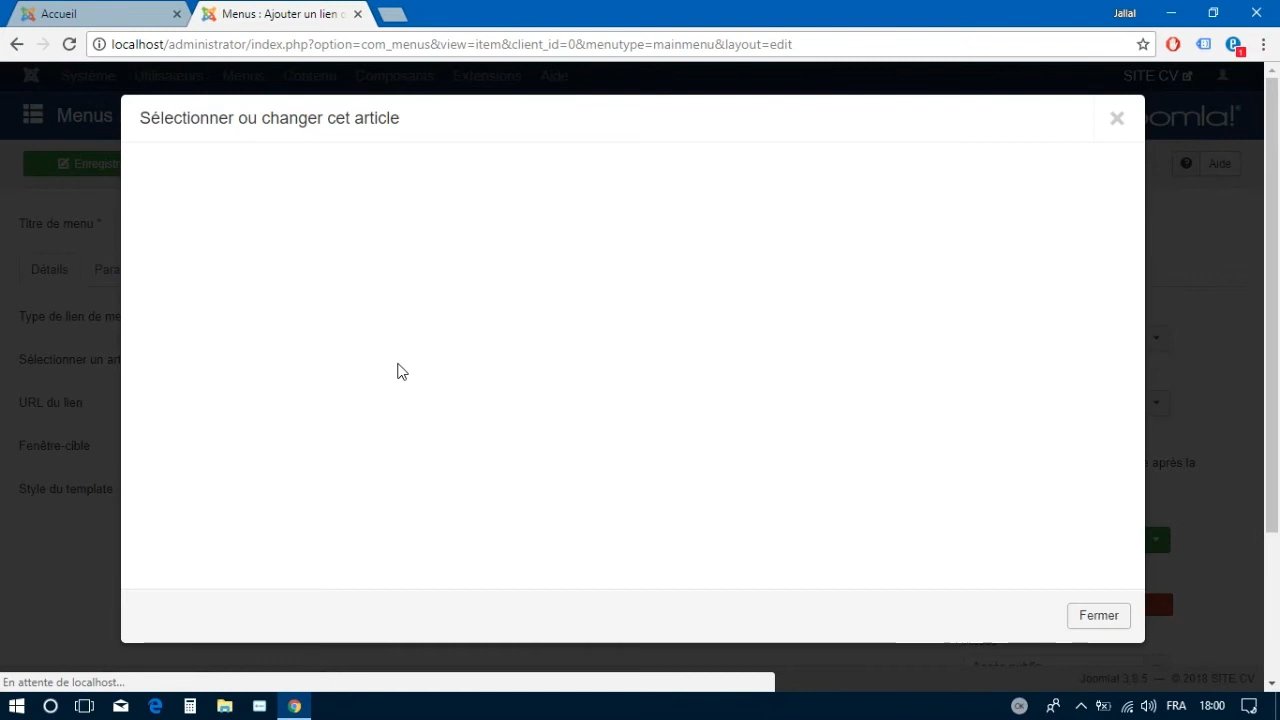 Accueil
Menus : Ajouter un lien
Jallal
localhost/administrator/index.php?option=com_menus&view=item&client_id=0&menutype=mainmenu&layout=edit
Système Utilisateurs Menus Contenu Composants Extensions Aide SITE CV
Menus
Sélectionner ou changer cet article
oomla!
Enregistr
Aide
Titre de menu *
Détails Para
Type de lien de me
Sélectionner un art
URL du lien
Fenêtre-cible
e après la
Style du template
Fermer
En attente de localhost...
Joomla! 3.8.5 — © 2018 SITE CV
FRA 18:00